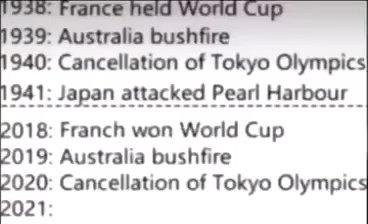 1938: France held World Cup
1939: Australia bushfire
1940: Cancellation of Tokyo Olympics
1941: Japan attacked Pearl Harbour
2018: Franch won World Cup
2019: Australia bushfire
2020: Cancellation of Tokyo Olympics
2021: